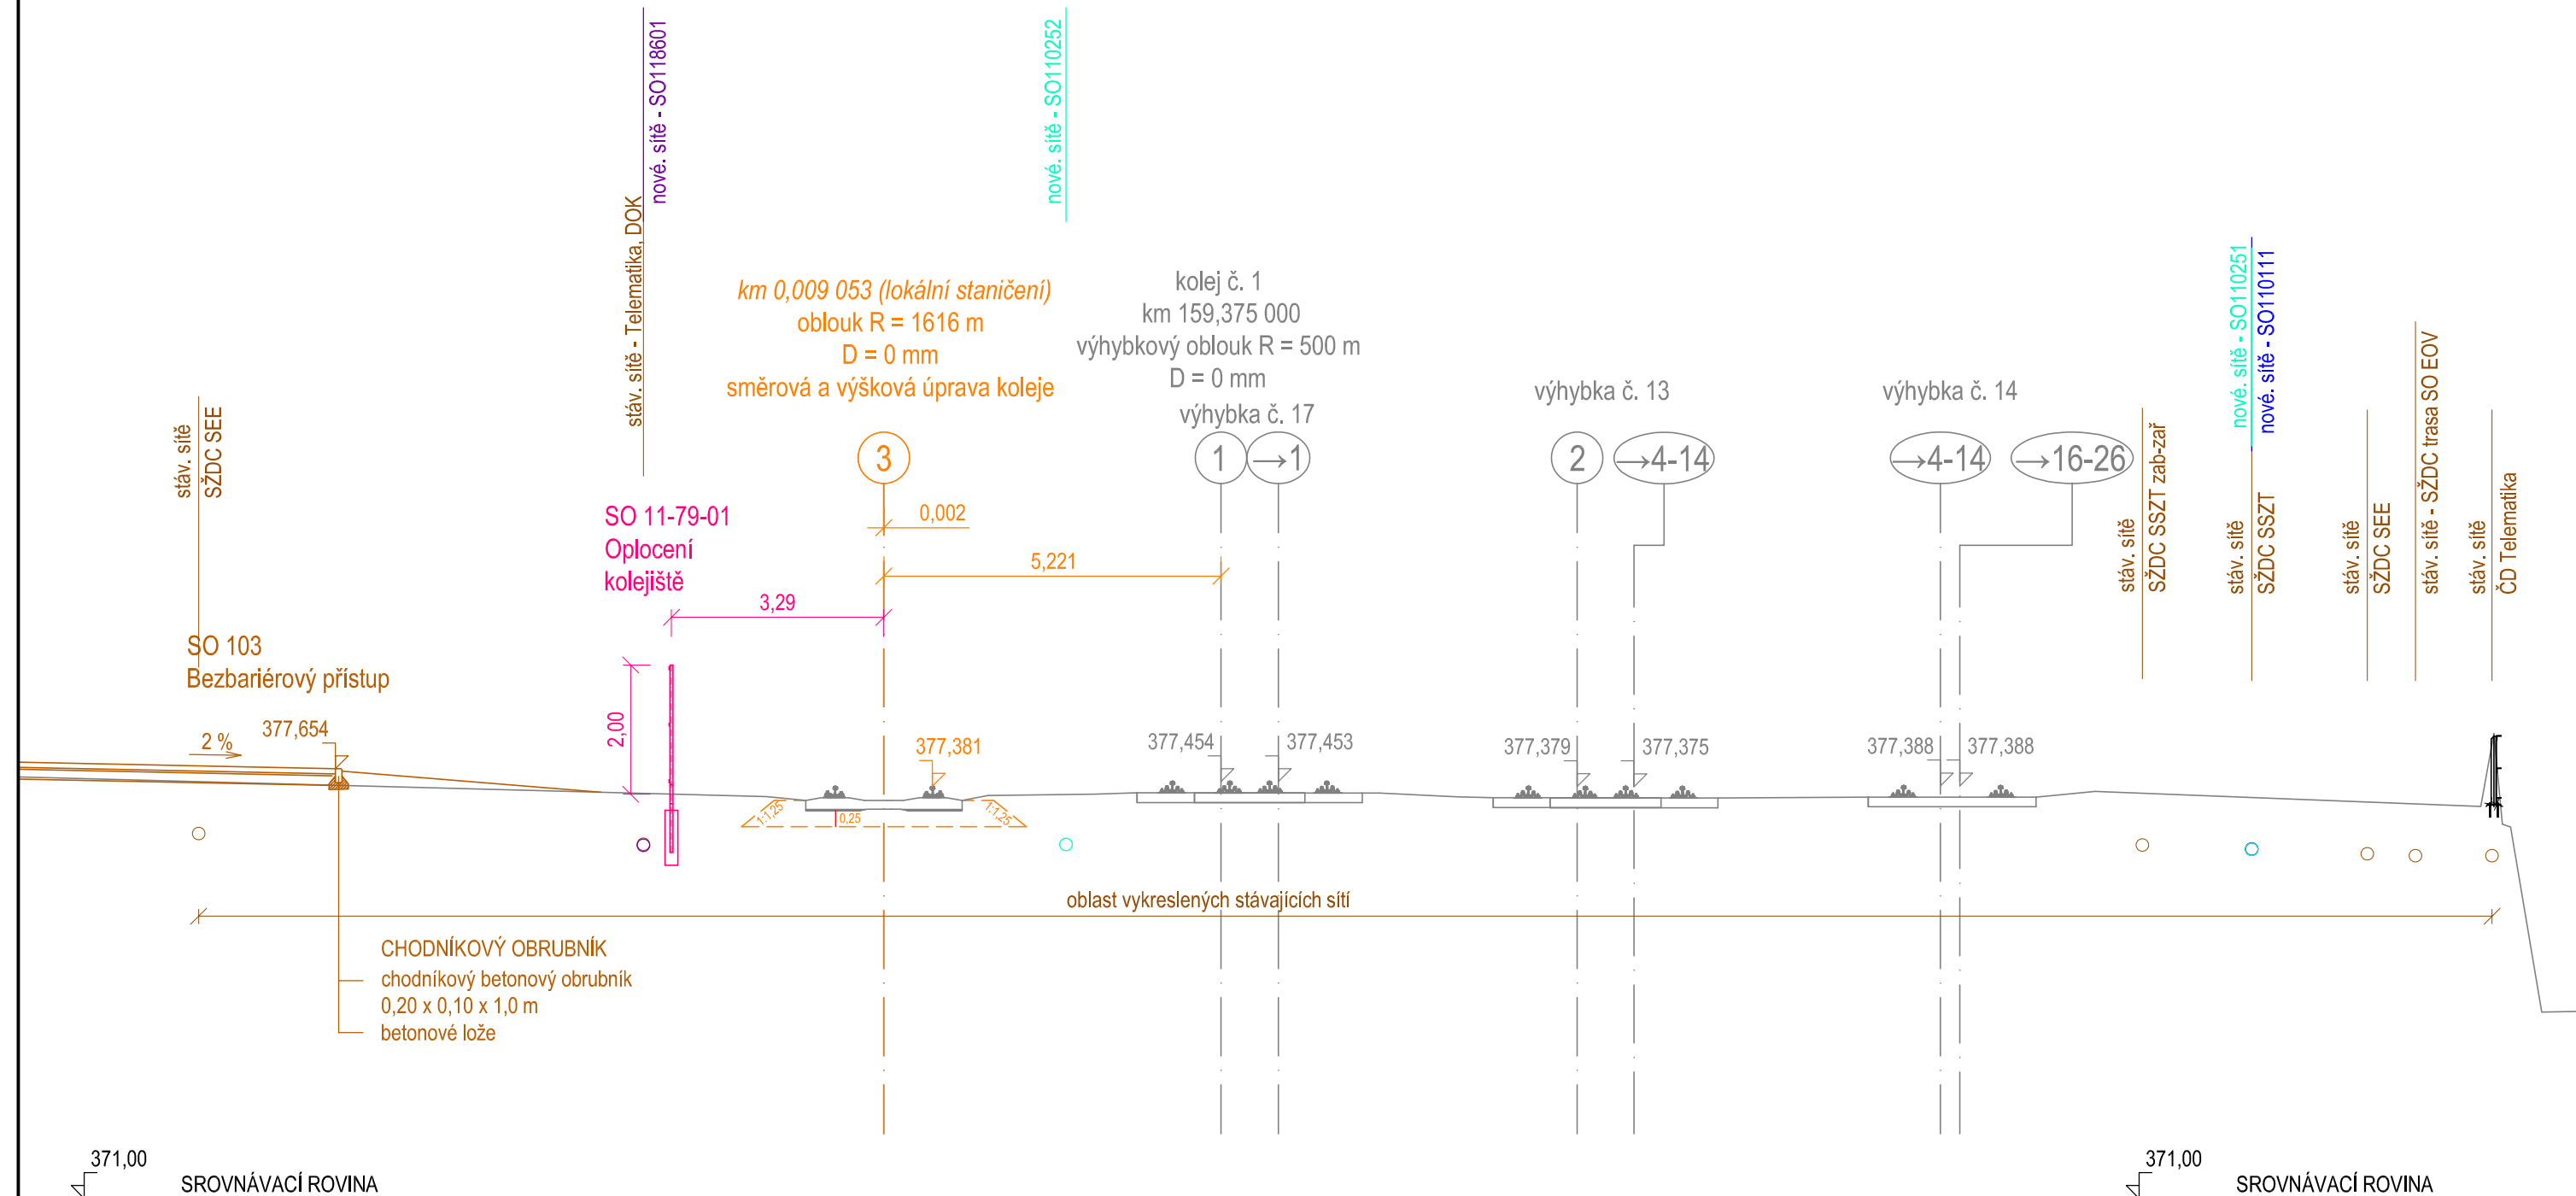 nové. sítě - SO118601
nové. sítě - SO110252
stáv. sítě - Telematika, DOK
km 0,009 053 (lokální staničení)
oblouk R = 1616 m
D = 0 mm
směrová a výšková úprava koleje
kolej č. 1
km 159,375 000
výhybkový oblouk R = 500 m
D = 0 mm
výhybka č. 17
výhybka č. 13
výhybka č. 14
nové. sítě - SO110251
nové. sítě - SO110111
stáv. sítě
SŽDC SEE
3
1
→1
2
→4-14
→4-14
→16-26
stáv. sítě
SŽDC SSZT zab-zař
stáv. sítě
SŽDC SSZT
stáv. sítě
SŽDC SEE
stáv. sítě - SŽDC trasa SO EOV
stáv. sítě
ČD Telematika
SO 11-79-01
Oplocení
kolejiště
0,002
5,221
3,29
SO 103
Bezbariérový přístup
2,00
377,654
2 %
377,381
377,454
377,453
377,379
377,375
377,388
377,388
1:1,25
0,25
1:1,25
oblast vykreslených stávajících sítí
CHODNÍKOVÝ OBRUBNÍK
chodníkový betonový obrubník
0,20 x 0,10 x 1,0 m
betonové lože
371,00
SROVNÁVACÍ ROVINA
371,00
SROVNÁVACÍ ROVINA